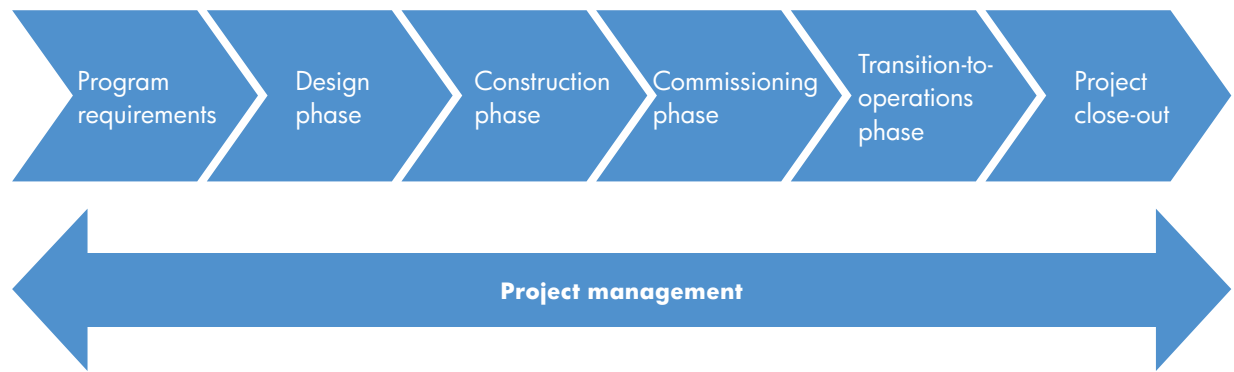 Program
requirements
Design
phase
Construction
phase
Commissioning
phase
Transition-to-
operations
phase
Project
close-out
Project management